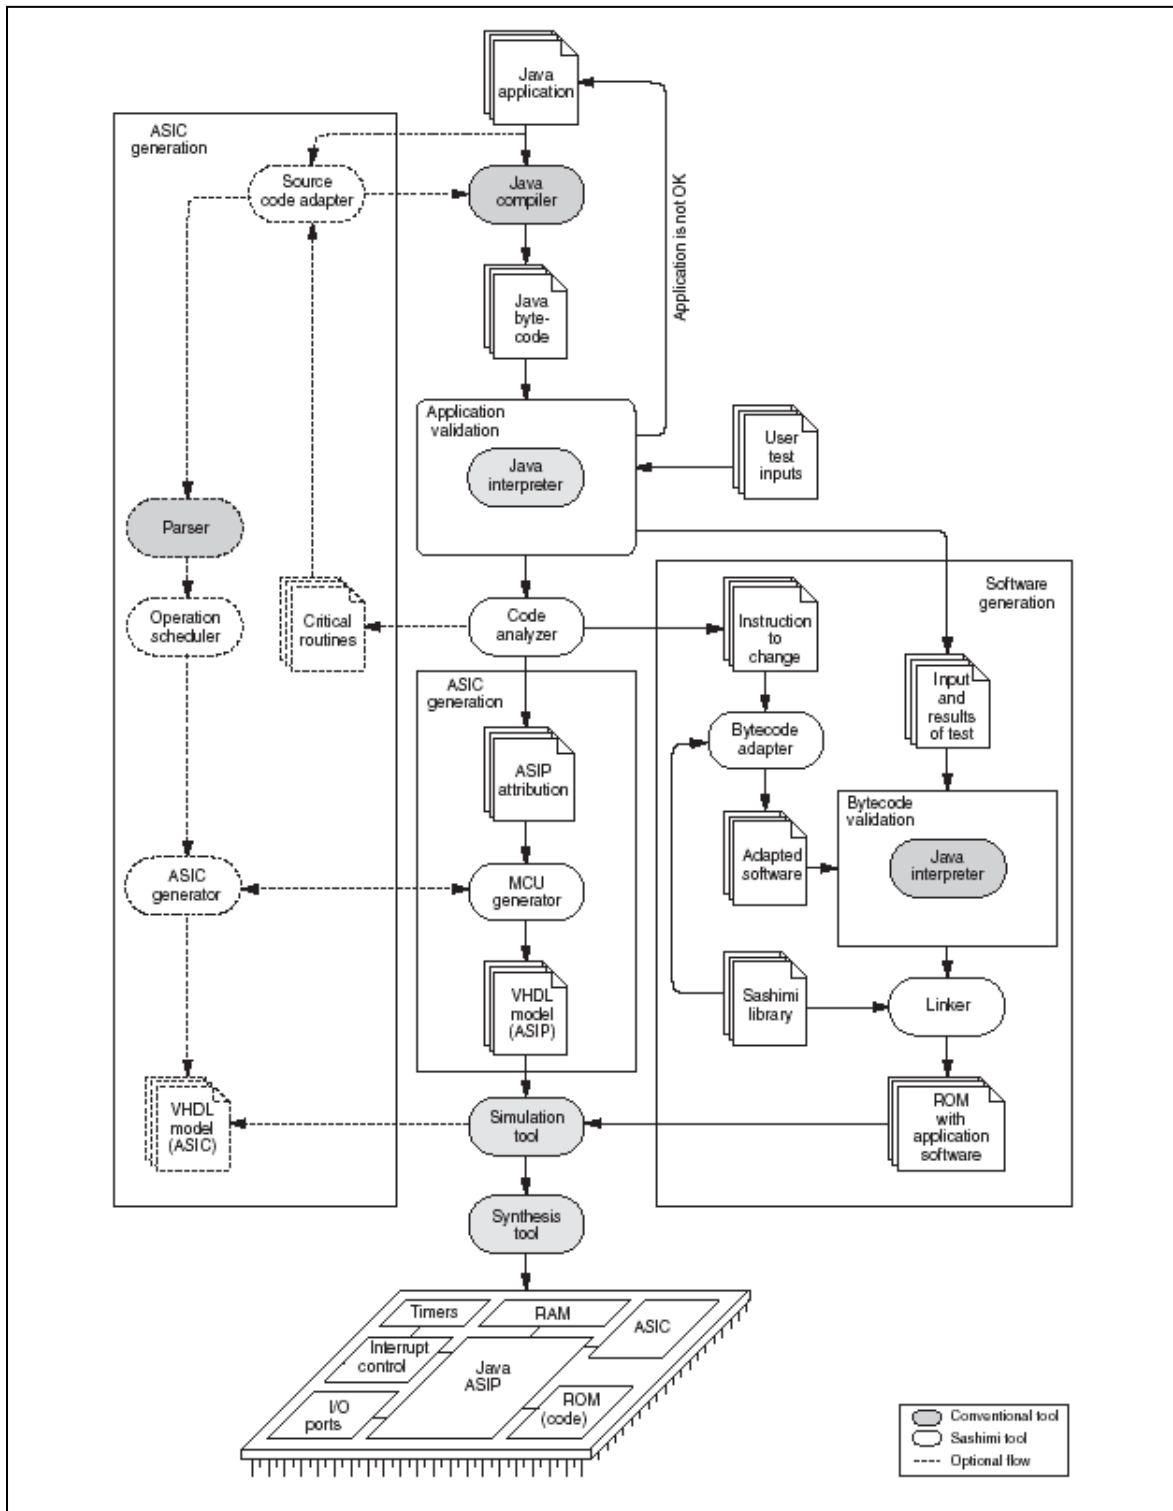 Java
application
ASIC
generation
Source
code adapter
Java
compiler
Application is not OK
Java
byte-
code
Application
validation
Java
interpreter
User
test
inputs
Parser
Operation
scheduler
Critical
routines
Code
analyzer
Instruction
to
change
Software
generation
Input
and
results
of test
ASIC
generation
Bytecode
adapter
ASIP
attribution
Bytecode
validation
Adapted
software
Java
interpreter
ASIC
generator
MCU
generator
VHDL
model
(ASIP)
Sashimi
library
Linker
VHDL
model
(ASIC)
Simulation
tool
ROM
with
application
software
Synthesis
tool
Timers
RAM
ASIC
Interrupt
control
Java
ASIP
I/O
ports
ROM
(code)
Conventional tool
Sashimi tool
Optional flow